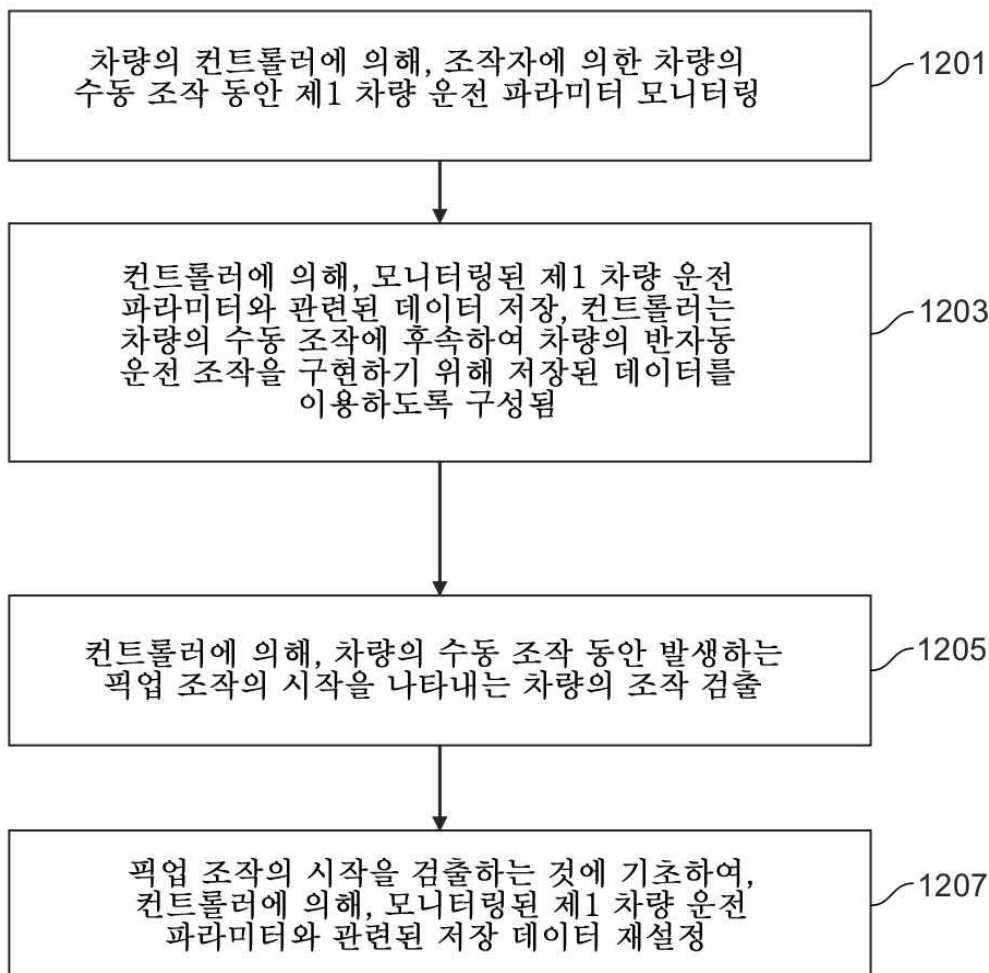 차량의 컨트롤러에 의해, 조작자에 의한 차량의
수동 조작 동안 제1 차량 운전 파라미터 모니터링
1201
컨트롤러에 의해, 모니터링된 제1 차량 운전
파라미터와 관련된 데이터 저장, 컨트롤러는
차량의 수동 조작에 후속하여 차량의 반자동
운전 조작을 구현하기 위해 저장된 데이터를
이용하도록 구성됨
1203
컨트롤러에 의해, 차량의 수동 조작 동안 발생하는
픽업 조작의 시작을 나타내는 차량의 조작 검출
1205
픽업 조작의 시작을 검출하는 것에 기초하여,
컨트롤러에 의해, 모니터링된 제1 차량 운전
파라미터와 관련된 저장 데이터 재설정
1207